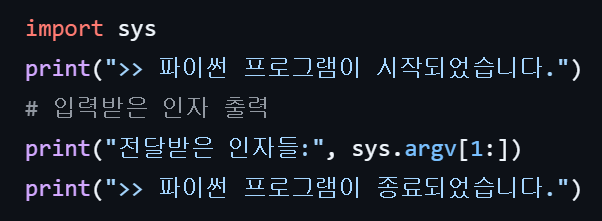 import sys
print(">> 파이썬 프로그램이 시작되었습니다.")
# 입력받은 인자 출력
print("전달받은 인자들:", sys.argv[1:])
print(">> 파이썬 프로그램이 종료되었습니다.")